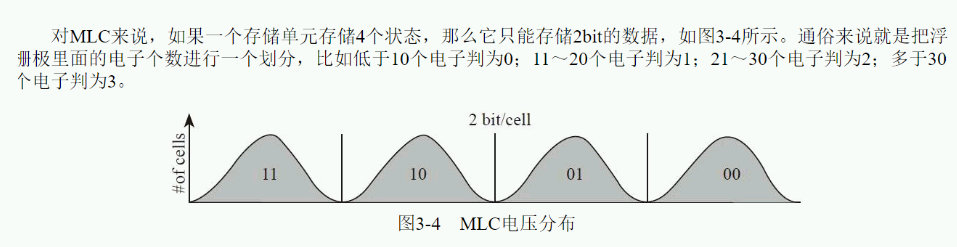 对MLC来说，如果一个存储单元存储4个状态，那么它只能存储2bit的数据，如图3-4所示。通俗来说就是把浮
栅极里面的电子个数进行一个划分，比如低于10个电子判为0；11～20个电子判为1；21～30个电子判为2；多于30
个电子判为3。
2 bit/cell
#of cells
11
10
01
00
图3-4 MLC电压分布